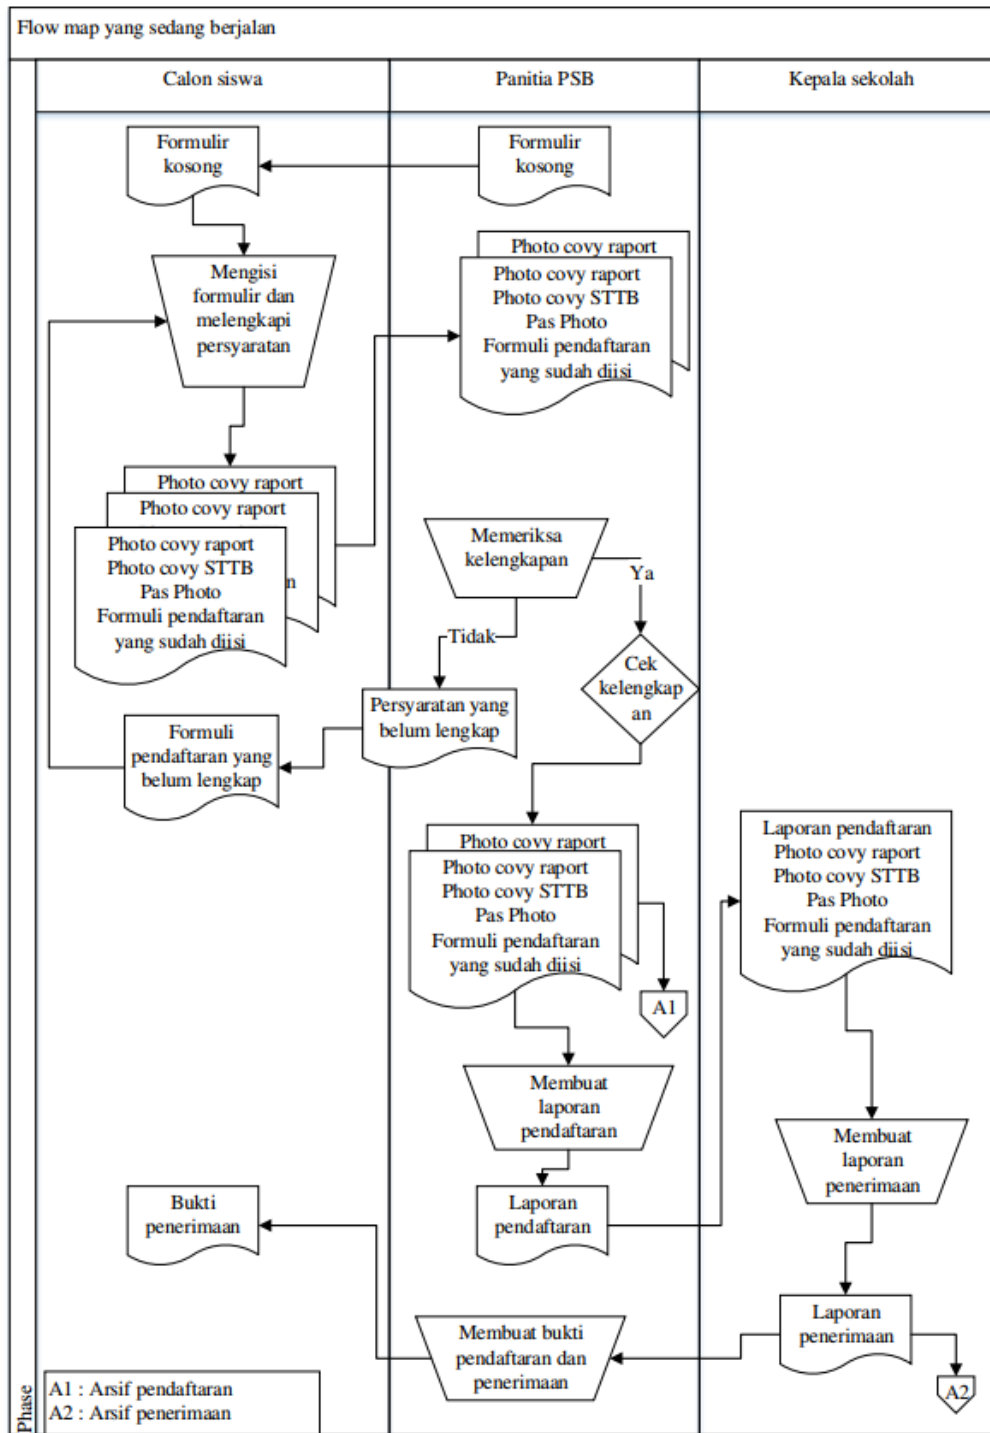 Flow map yang sedang berjalan
Calon siswa
Panitia PSB
Kepala sekolah
Formulir
kosong
Formulir
kosong
Photo covy raport
Photo covy raport
Photo covy STTB
Pas Photo
Formuli pendaftaran
yang sudah diisi
Mengisi
formulir dan
melengkapi
persyaratan
Photo covy raport
Photo covy raport
n
Photo covy raport
Photo covy STTB
Pas Photo
Formuli pendaftaran
yang sudah diisi
Memeriksa
kelengkapan
Ya
Tidak
Cek
kelengkap
an
Persyaratan yang
belum lengkap
Formuli
pendaftaran yang
belum lengkap
Photo covy raport
Photo covy raport
Photo covy STTB
Pas Photo
Formuli pendaftaran
yang sudah diisi
A1
Laporan pendaftaran
Photo covy raport
Photo covy STTB
Pas Photo
Formuli pendaftaran
yang sudah diisi
Membuat
laporan
pendaftaran
Membuat
laporan
penerimaan
Bukti
penerimaan
Laporan
pendaftaran
Laporan
penerimaan
Membuat bukti
pendaftaran dan
penerimaan
A2
Phase
A1 : Arsif pendaftaran
A2 : Arsif penerimaan